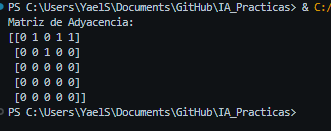 PS C:\Users\YaelS\Documents\GitHub\IA_Practicas> & C:/
Matriz de Adyacencia:
[[0 1 0 1 1]
 [0 0 1 0 0]
 [0 0 0 0 0]
 [0 0 0 0 0]
 [0 0 0 0 0]]
PS C:\Users\YaelS\Documents\GitHub\IA_Practicas>